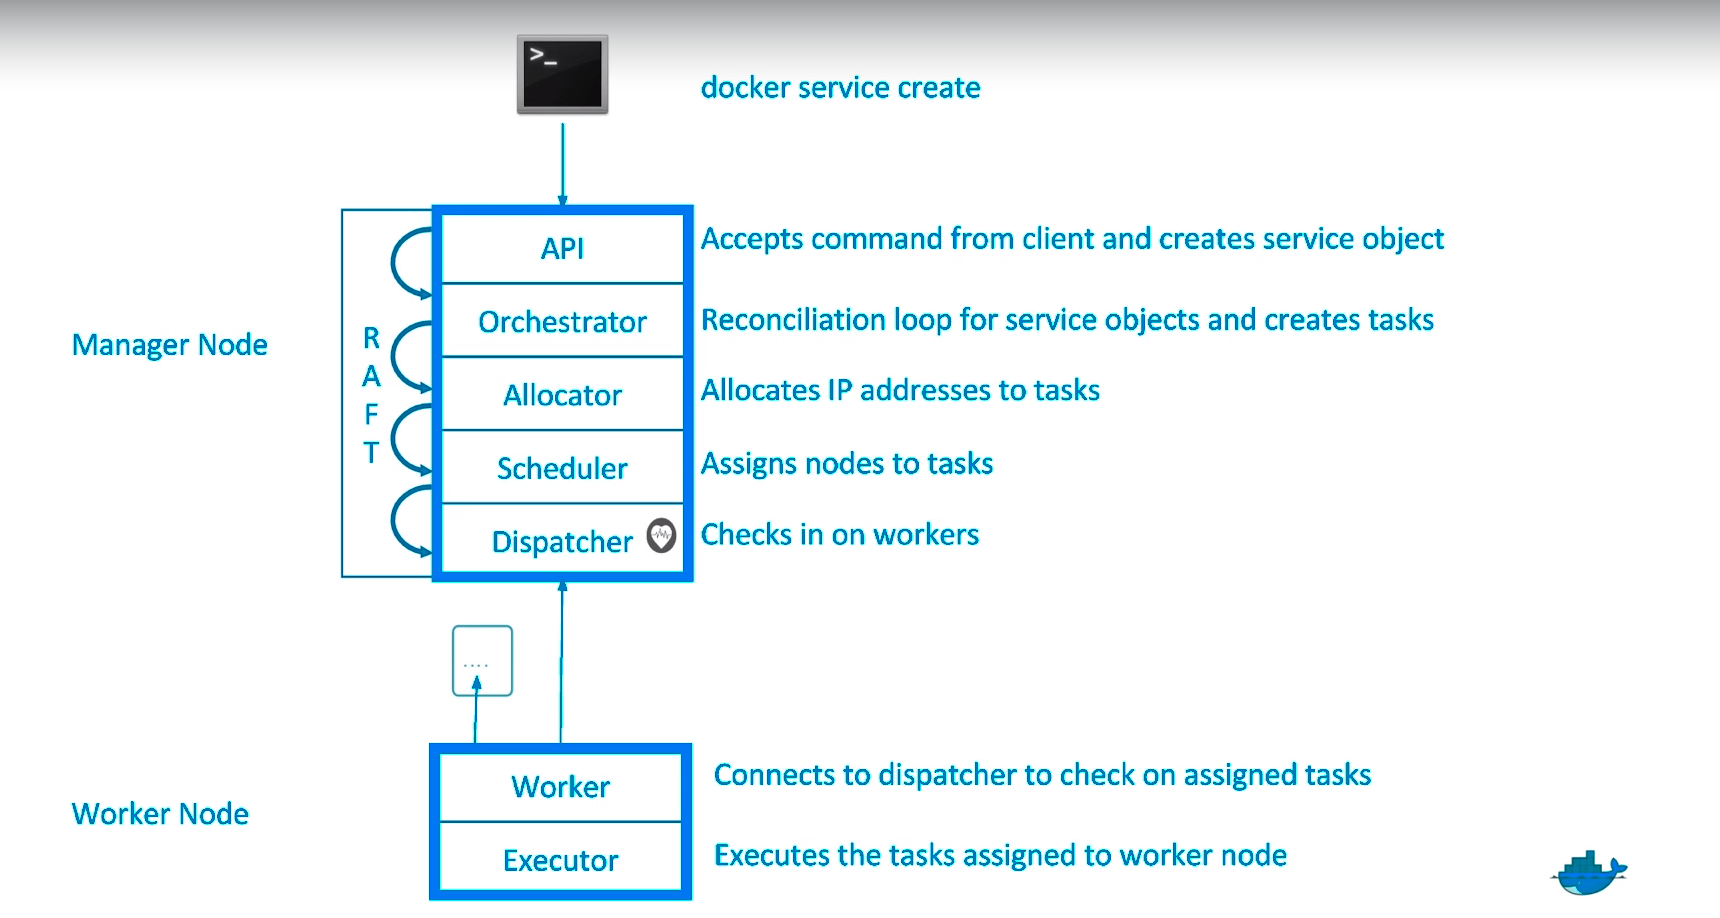 >_
docker service create
API
Accepts command from client and creates service object
Orchestrator
Reconciliation loop for service objects and creates tasks
Manager Node
R
A
F
T
Allocator
Allocates IP addresses to tasks
Scheduler
Assigns nodes to tasks
Dispatcher
Checks in on workers
....
Worker
Connects to dispatcher to check on assigned tasks
Worker Node
Executor
Executes the tasks assigned to worker node